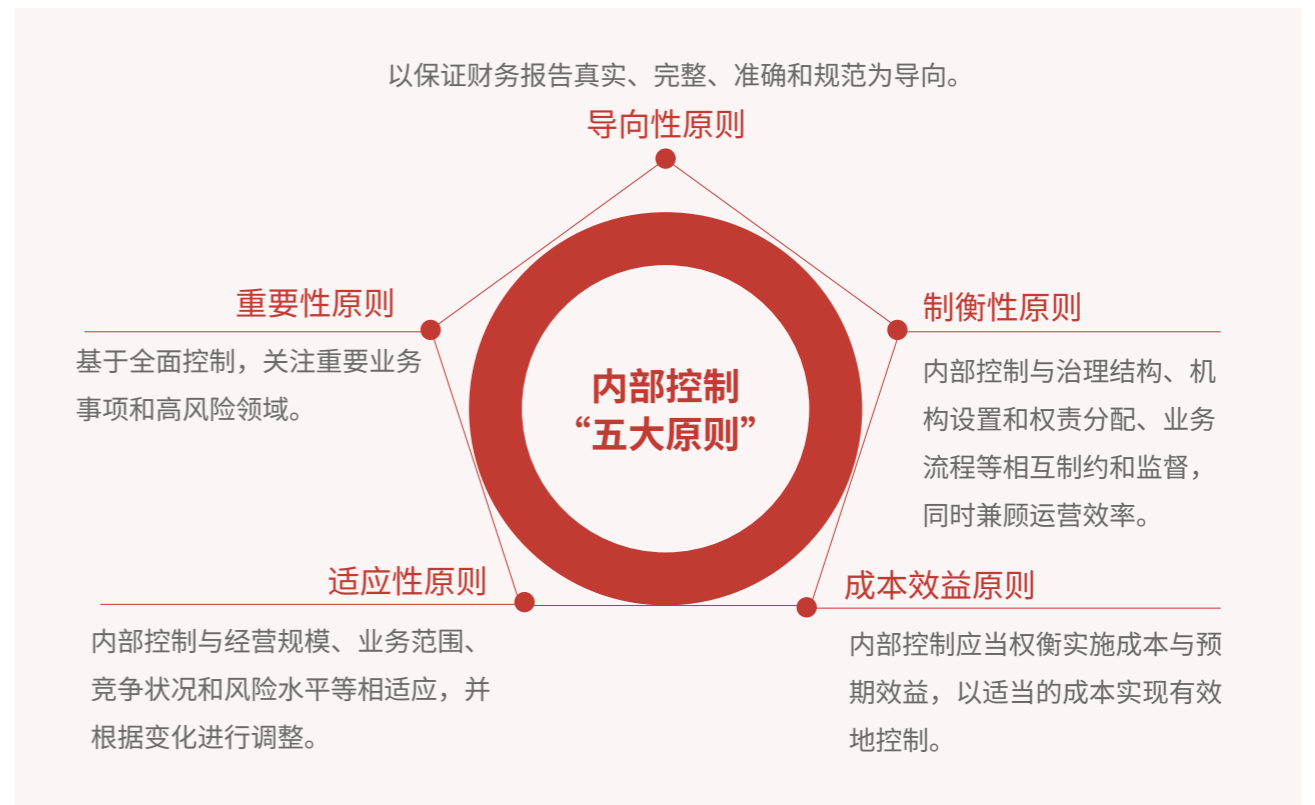 以保证财务报告真实、完整、准确和规范为导向。
导向性原则
重要性原则
基于全面控制，关注重要业务
事项和高风险领域。
制衡性原则
内部控制与治理结构、机
构设置和权责分配、业务
流程等相互制约和监督，
同时兼顾运营效率。
内部控制
“五大原则”
适应性原则
内部控制与经营规模、业务范围、
竞争状况和风险水平等相适应，并
根据变化进行调整。
成本效益原则
内部控制应当权衡实施成本与预
期效益，以适当的成本实现有效
地控制。